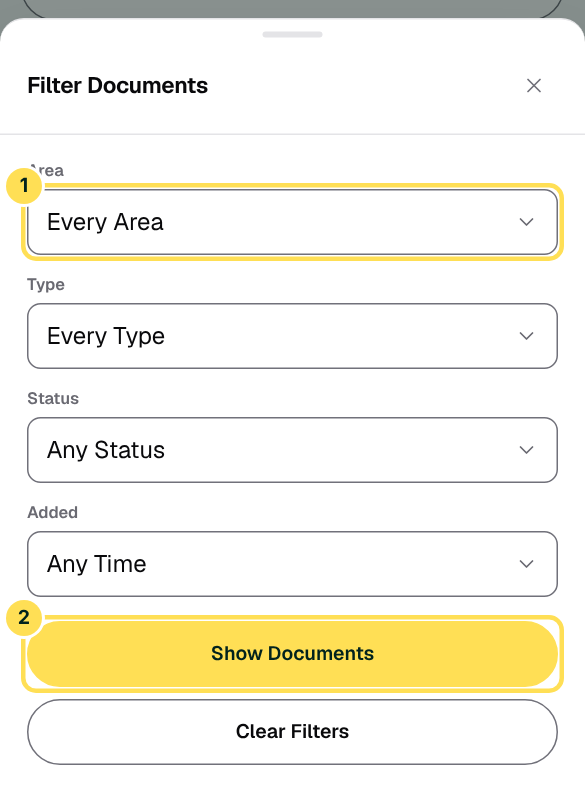 Filter Documents
Area
1
Every Area
Type
Every Type
Status
Any Status
Added
Any Time
2
Show Documents
Clear Filters